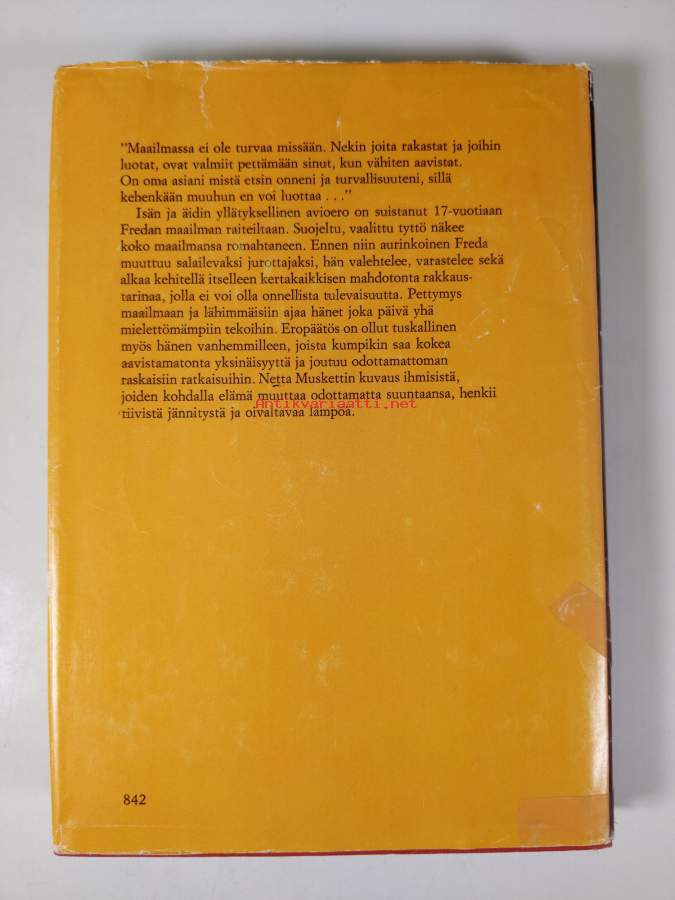 "Maailmassa ei ole turvaa missään. Nekin joita rakastat ja joihin
luotat, ovat valmiit pettämään sinut, kun vähiten aavistat.
On oma asiani mistä etsin onneni ja turvallisuuteni, sillä
kehenkään muuhun en voi luottaa . . ."
Isän ja äidin yllätyksellinen avioero on suistanut 17-vuotiaan
Fredan maailman raiteiltaan. Suojeltu, vaalittu tyttö näkee
koko maailmansa romahtaneen. Ennen niin aurinkoinen Freda
muuttuu salailevaksi jurottajaksi, hän valehtelee, varastelee sekä
alkaa kehitellä itselleen kertakaikkisen mahdotonta rakkaus-
tarinaa, jolla ei voi olla onnellista tulevaisuutta. Pettymys
maailmaan ja lähimmäisiin ajaa hänet joka päivä yhä
mielettömämpiin tekoihin. Eropäätös on ollut tuskallinen
myös hänen vanhemmilleen, joista kumpikin saa kokea
aavistamatonta yksinäisyyttä ja joutuu odottamattoman
raskaisiin ratkaisuihin. Netta Muskettin kuvaus ihmisistä,
joiden kohdalla elämä muuttaa odottamatta suuntaansa, henkii
Antikvariaatti.net
tiivistä jännitystä ja oivaltavaa lämpöä.
842